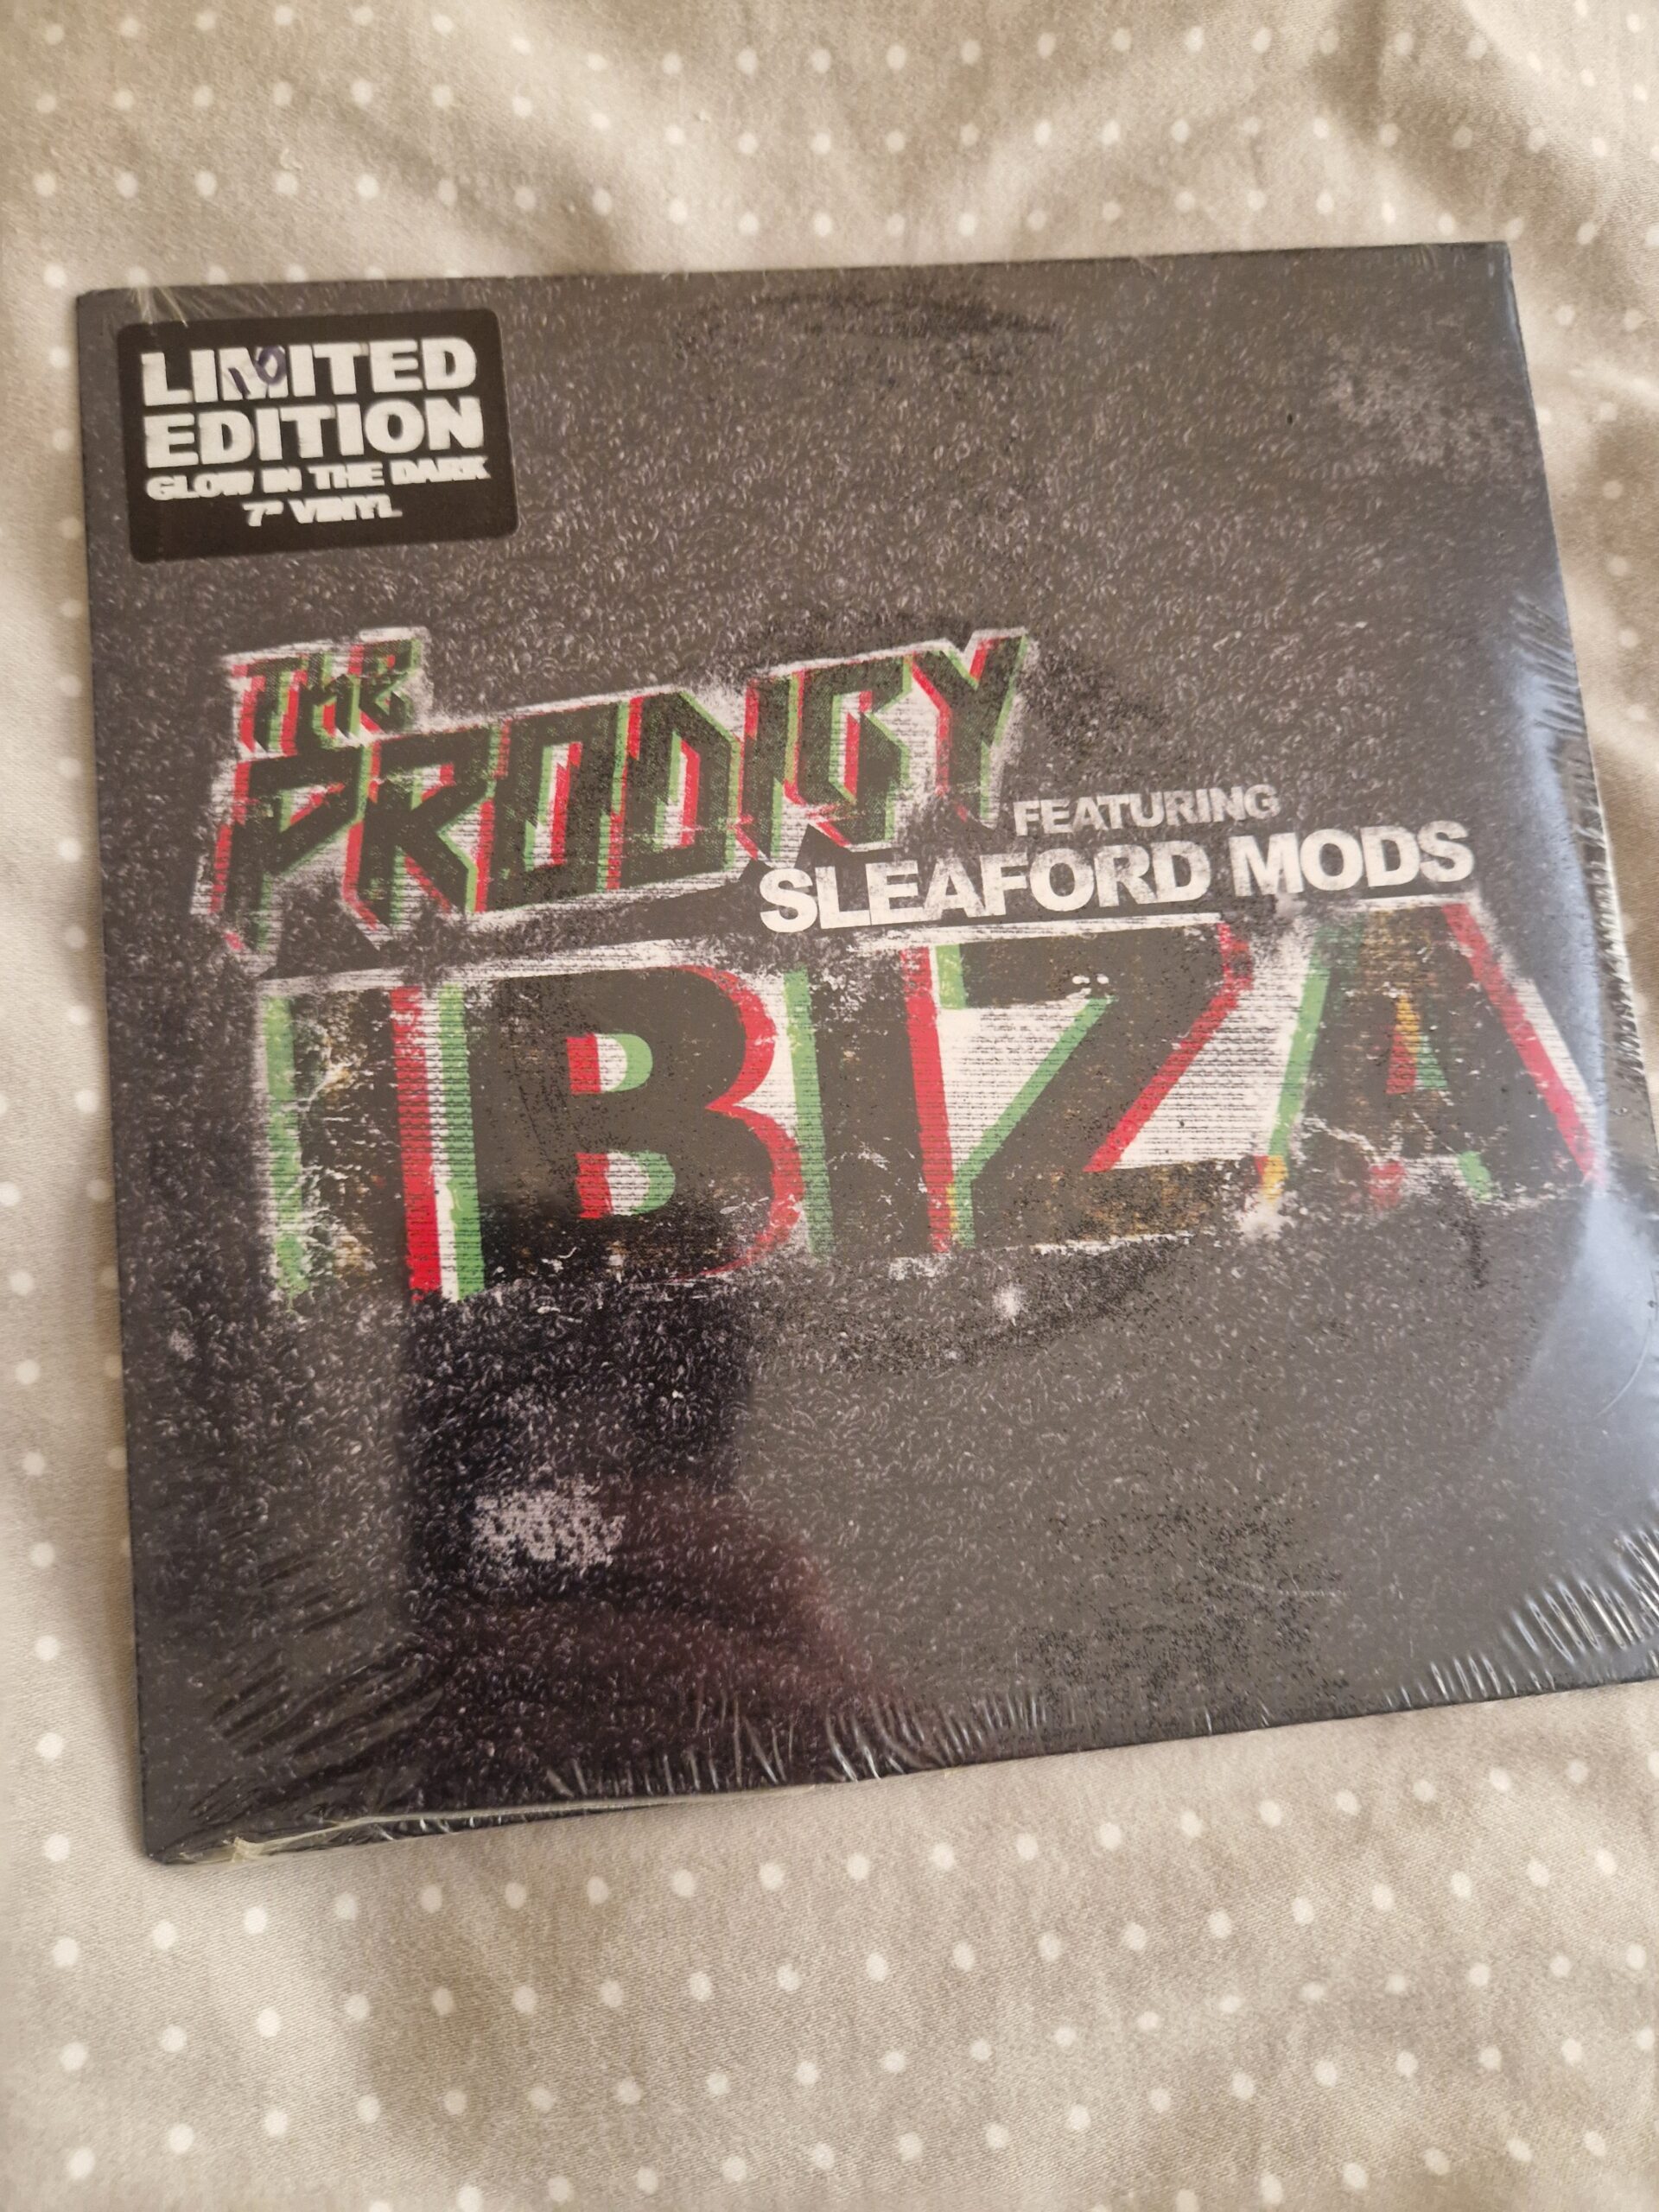 LIMITED
EDITION
GLOW IN THE DARK
7" VINYL
THE
PRODIGY
FEATURING
SLEAFORD MODS
IBIZA